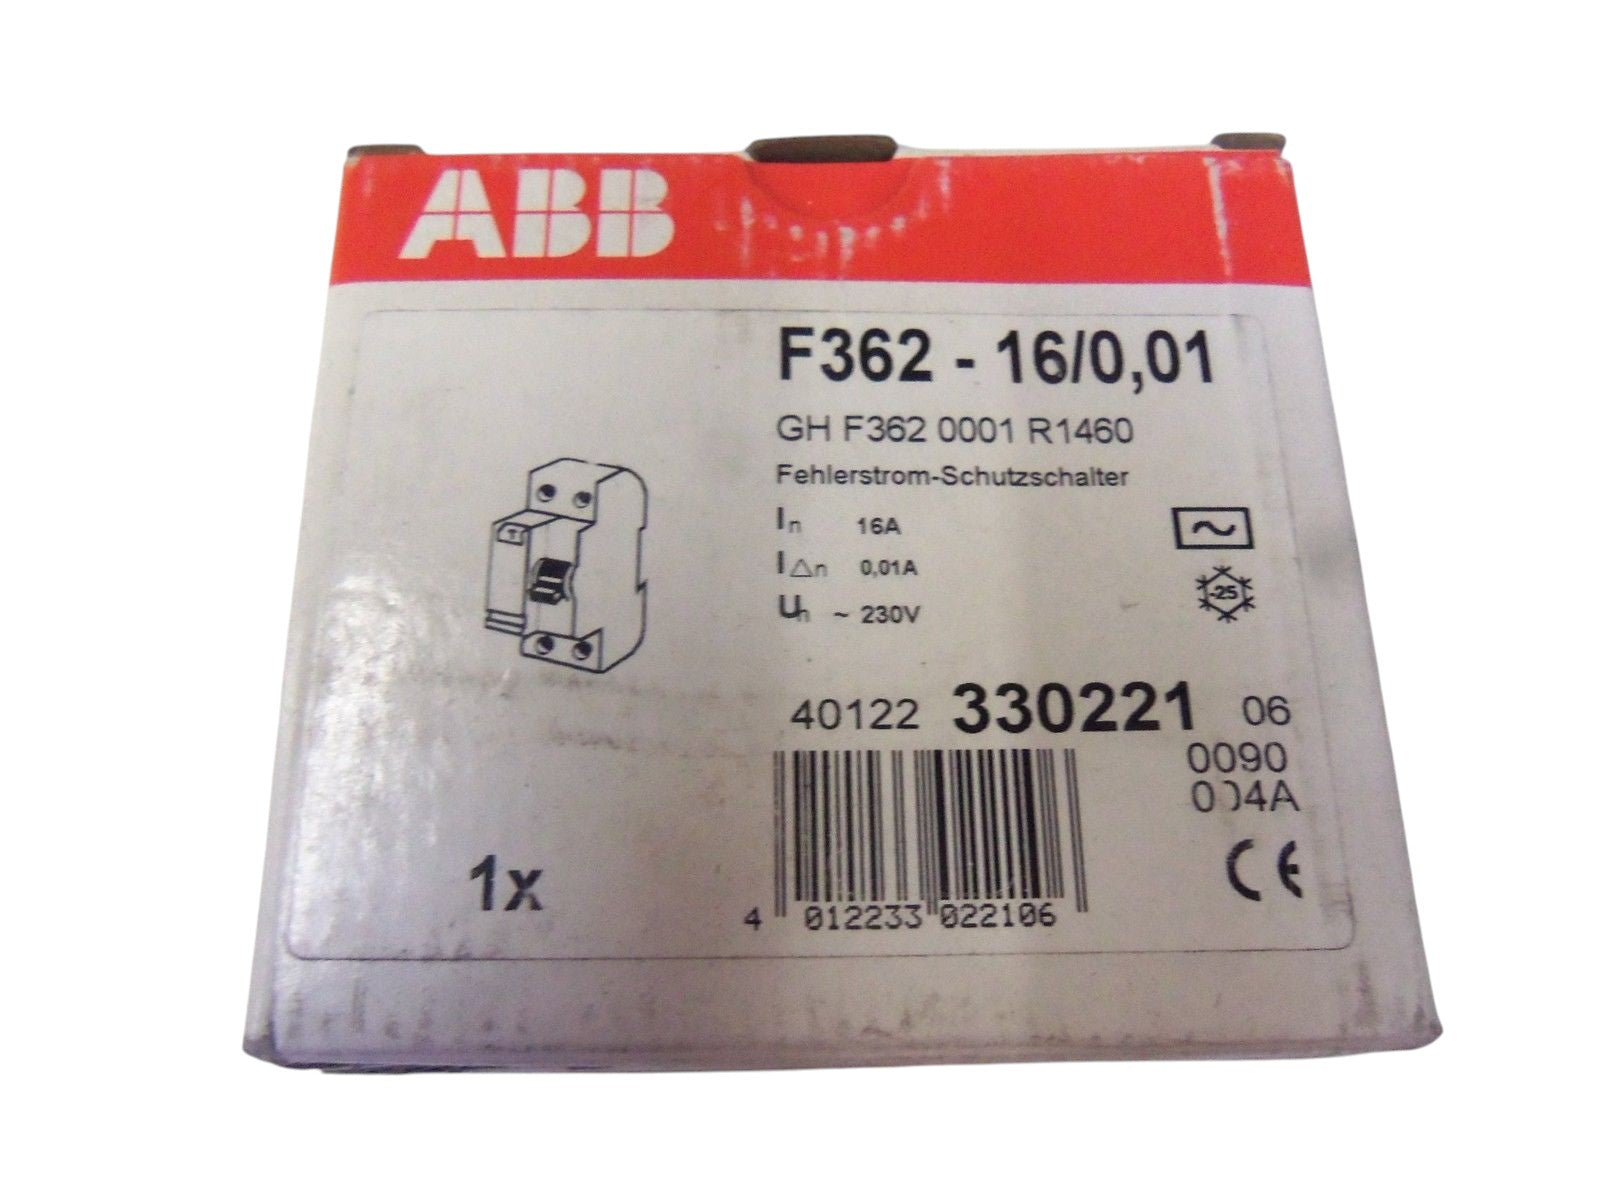 ABB
F362 - 16/0,01
GH F362 0001 R1460
Fehlerstrom-Schutzschalter
In 16A
I△n 0,01A
Un ~ 230V
-25
T
40122 330221 06
0090
004A
1x
CE
4 012233 022106